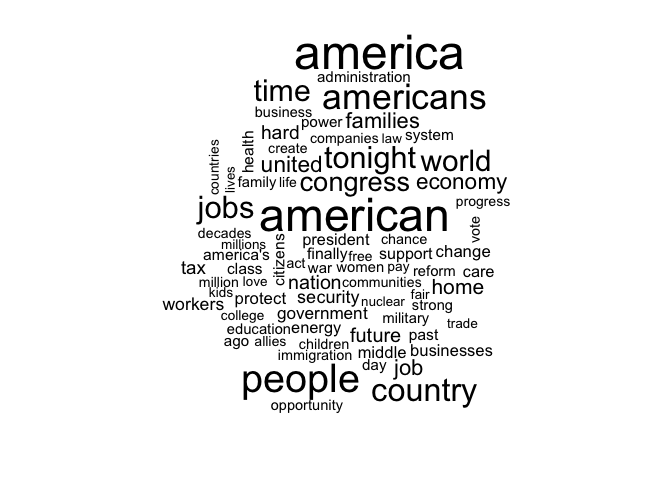 america
administration
time americans
business
power families
hard companies law system
health
create
countries
lives
united tonight world
family life congress economy
jobs american progress
vote
decades president chance
millions
america's finally free support change
citizens
tax class act war women pay reform care
million love nation communities home
kids
workers protect security nuclear fair strong
college government military trade
education energy future past
ago allies children
immigration middle businesses
day job
people country
opportunity